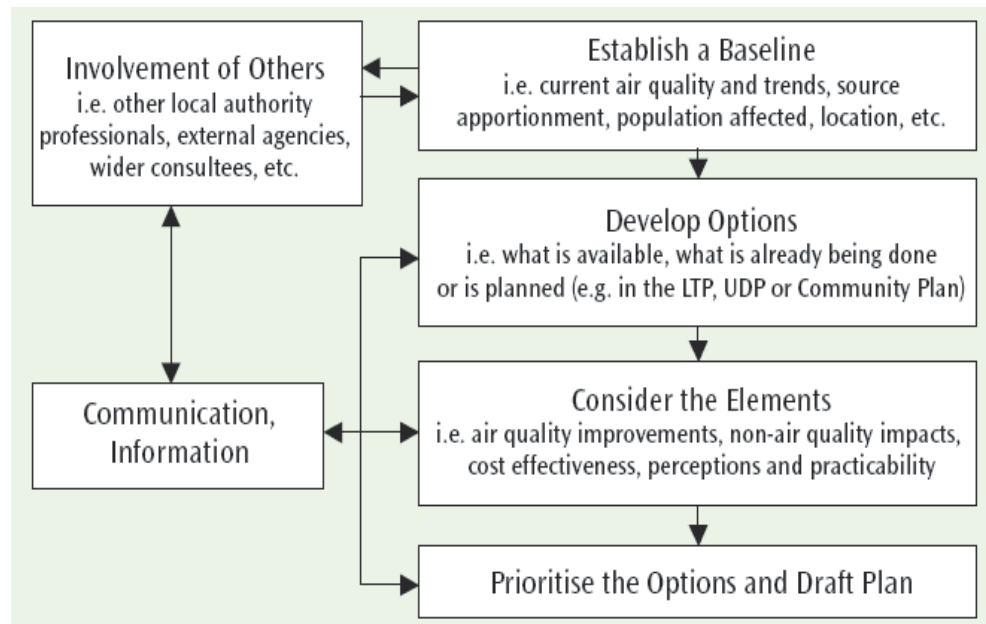 Involvement of Others
i.e. other local authority
professionals, external agencies,
wider consultees, etc.
Establish a Baseline
i.e. current air quality and trends, source
apportionment, population affected, location, etc.
Develop Options
i.e. what is available, what is already being done
or is planned (e.g. in the LTP, UDP or Community Plan)
Communication,
Information
Consider the Elements
i.e. air quality improvements, non-air quality impacts,
cost effectiveness, perceptions and practicability
Prioritise the Options and Draft Plan